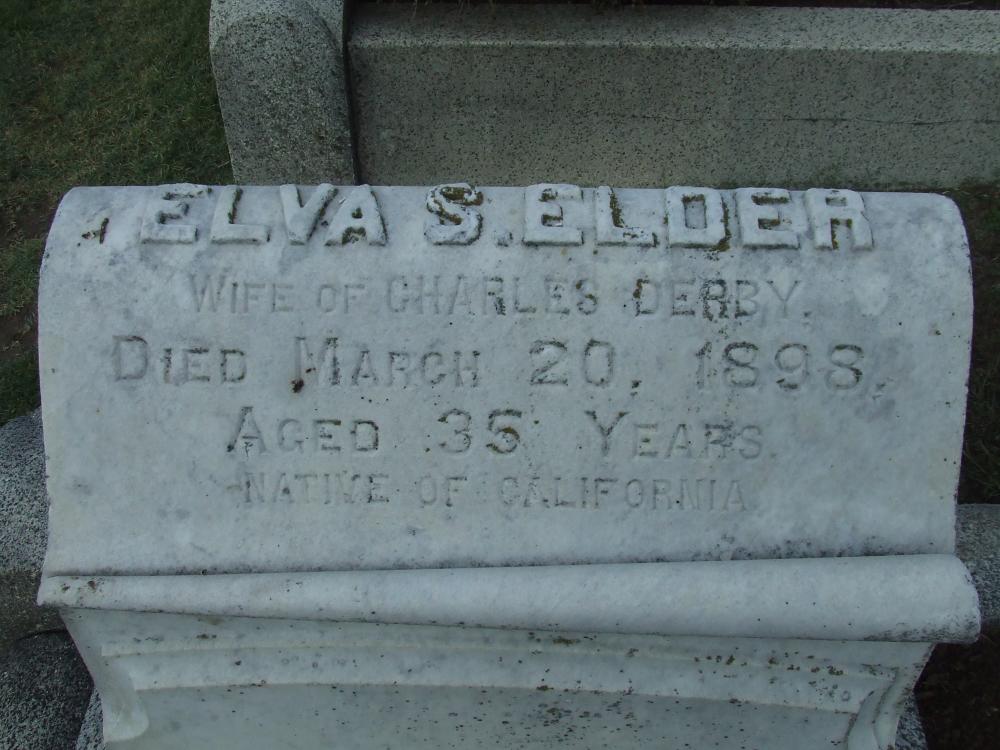 ELVA S. ELDER
WIFE OF CHARLES DERBY.
DIED MARCH 20, 1898,
AGED 35 YEARS.
NATIVE OF CALIFORNIA